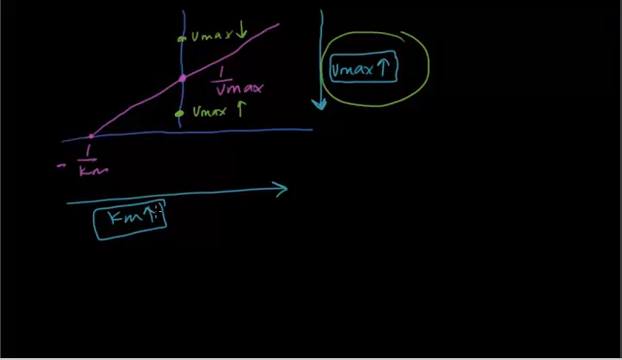 Vmax ↓
Vmax ↑
1/Vmax
Vmax ↑
- 1/Km
Km ↑